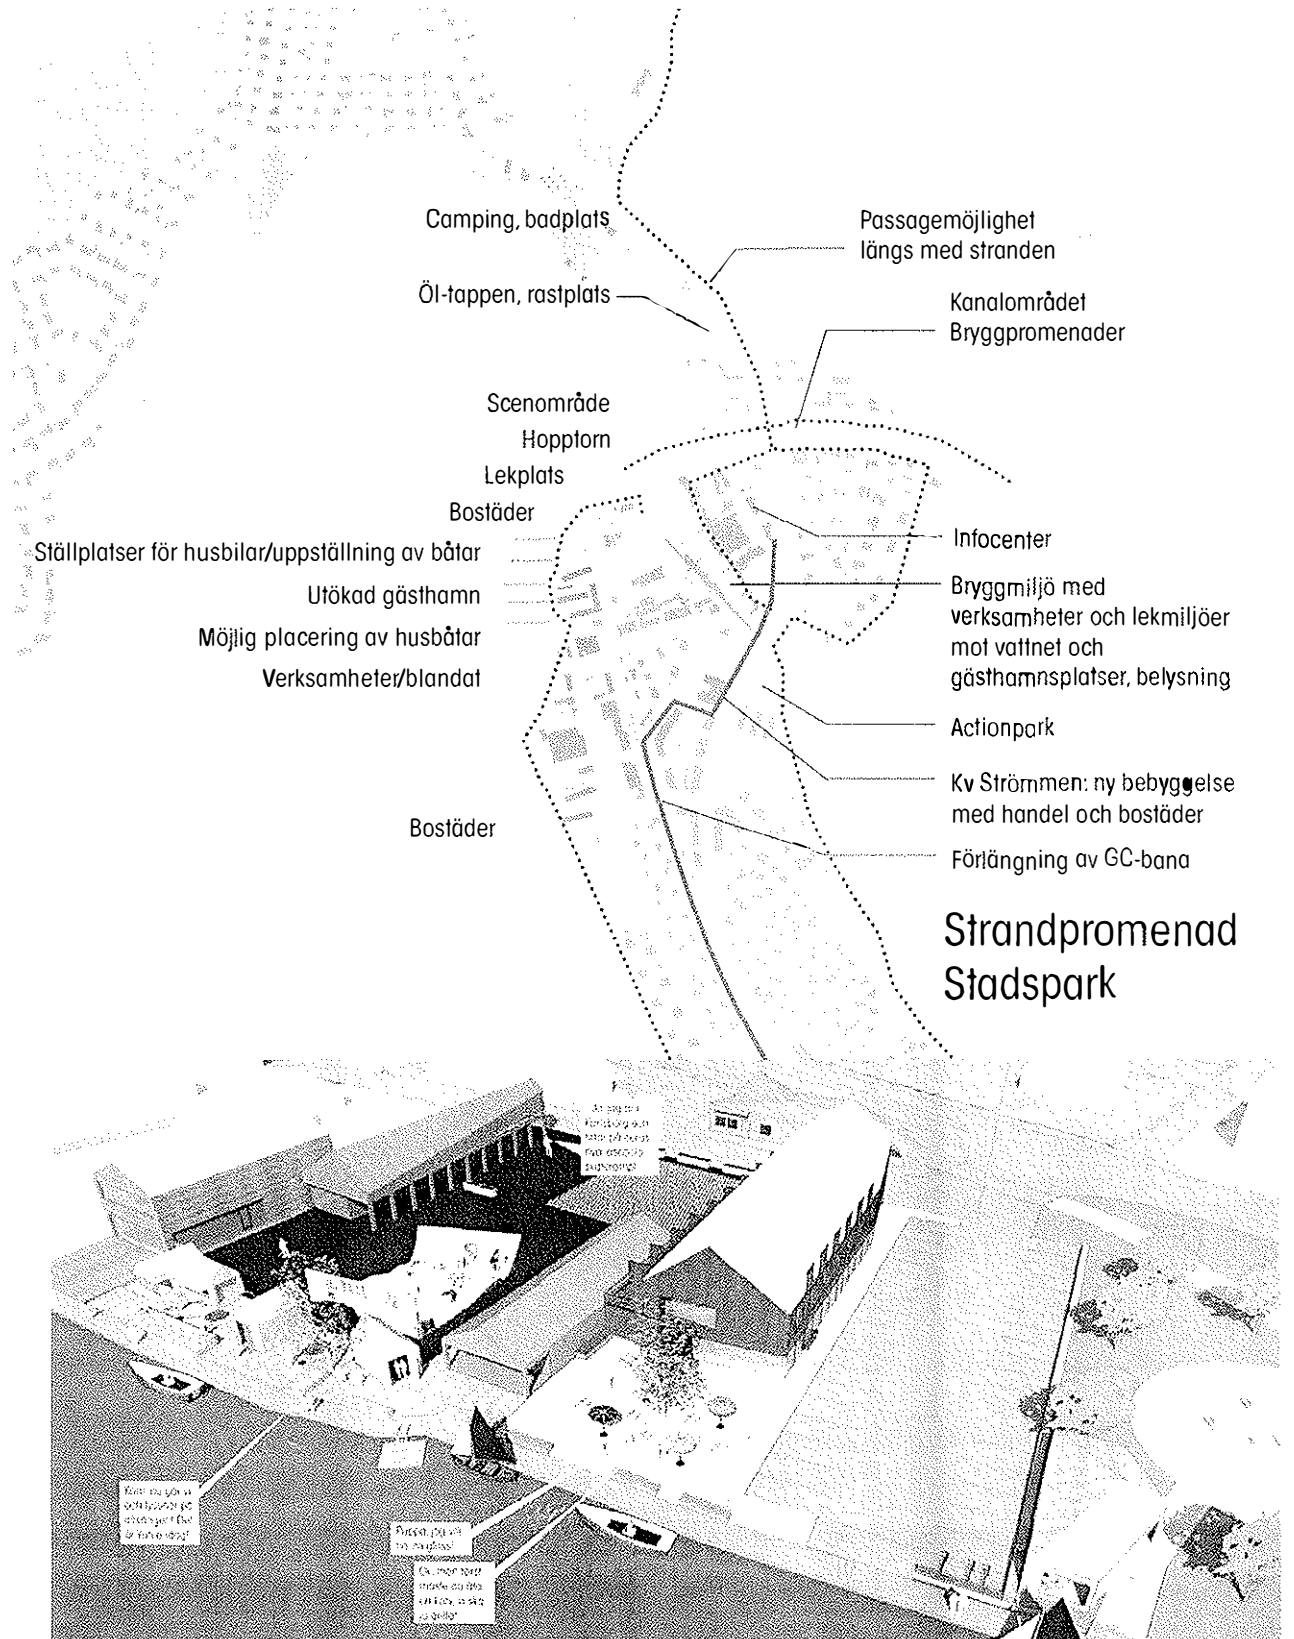 Camping, badplats
Passagemöjlighet
längs med stranden
Öl-tappen, rastplats
Kanalområdet
Bryggpromenader
Scenområde
Hopptorn
Lekplats
Bostäder
Ställplatser för husbilar/uppställning av båtar
Utökad gästhamn
Möjlig placering av husbåtar
Verksamheter/blandat
Infocenter
Bryggmiljö med
verksamheter och lekmiljöer
mot vattnet och
gästhamnsplatser, belysning
Actionpark
Kv Strömmen: ny bebyggelse
med handel och bostäder
Bostäder
Förlängning av GC-bana
Strandpromenad
Stadspark